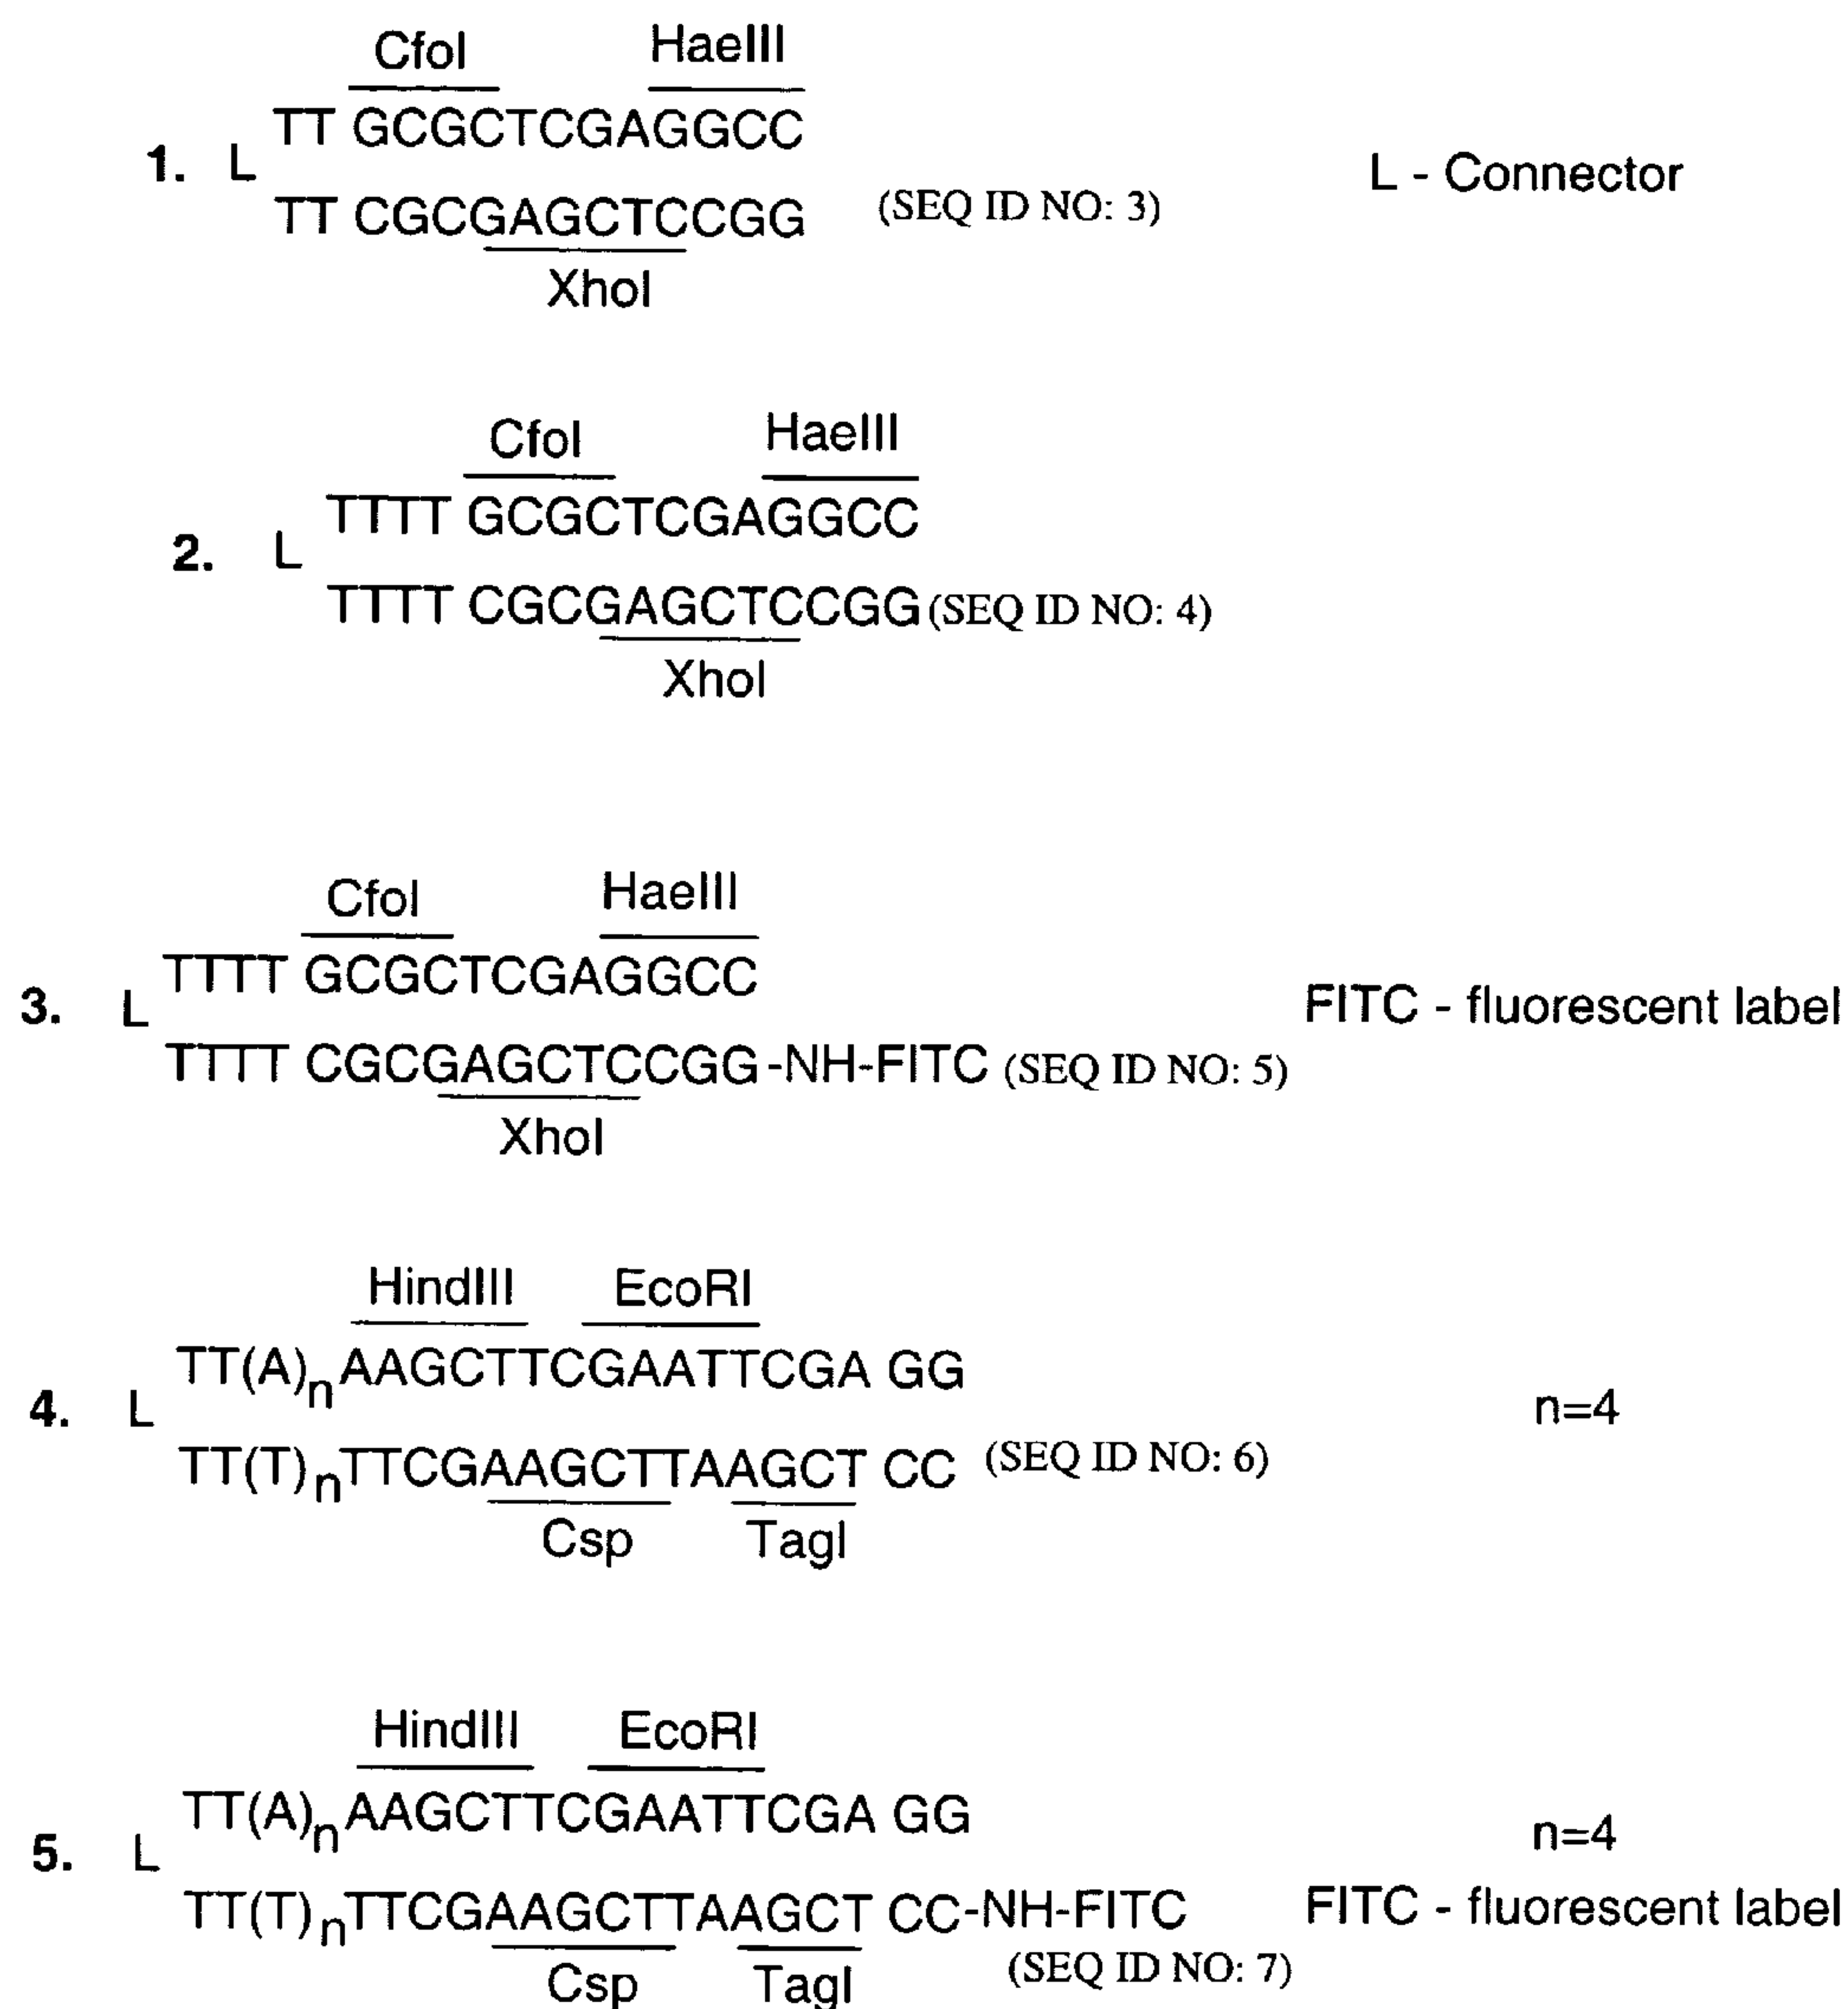 CfoI HaeIII
TT GCGCTCGAGGCC
1. L
L - Connector
TT CGCGAGCTCCGG (SEQ ID NO: 3)
XhoI
CfoI HaeIII
TTTT GCGCTCGAGGCC
2. L
TTTT CGCGAGCTCCGG (SEQ ID NO: 4)
XhoI
CfoI HaeIII
TTTT GCGCTCGAGGCC
3. L
FITC - fluorescent label
TTTT CGCGAGCTCCGG -NH-FITC (SEQ ID NO: 5)
XhoI
HindIII EcoRI
TT(A)nAAGCTTCGAATTCGA GG
4. L
n=4
TT(T)nTTCGAAGCTTAAGCT CC (SEQ ID NO: 6)
Csp TagI
HindIII EcoRI
TT(A)nAAGCTTCGAATTCGA GG
n=4
5. L
TT(T)nTTCGAAGCTTAAGCT CC-NH-FITC FITC - fluorescent label
(SEQ ID NO: 7)
Csp TagI